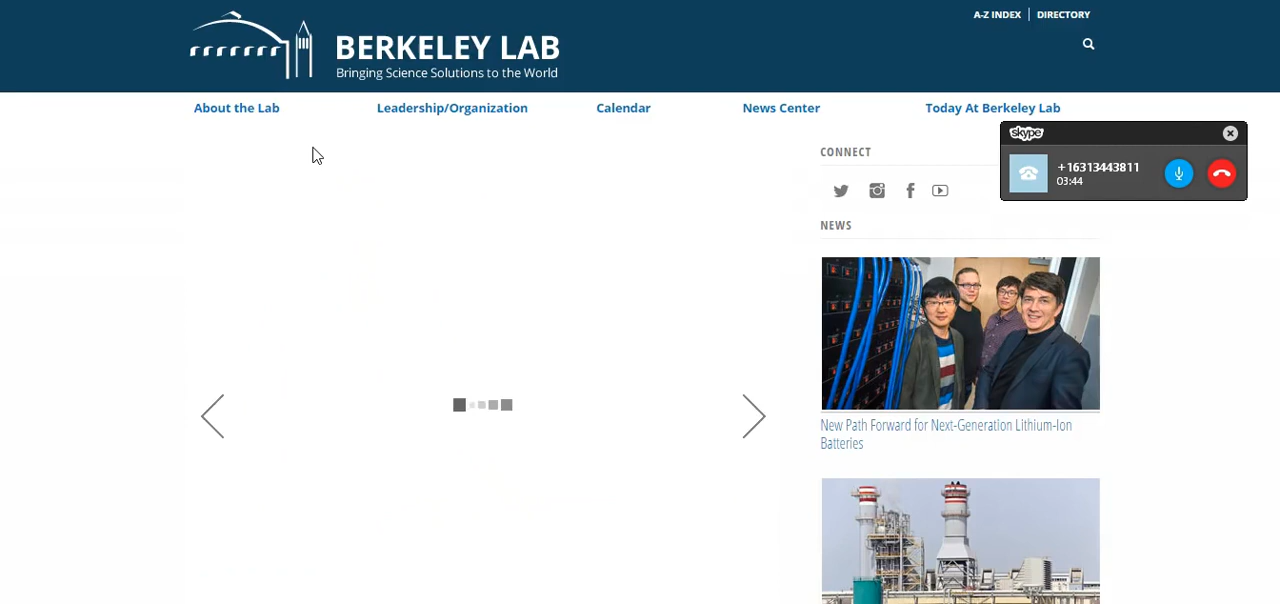 A-Z INDEX | DIRECTORY
BERKELEY LAB
Bringing Science Solutions to the World
About the Lab
Leadership/Organization
Calendar
News Center
Today At Berkeley Lab
skype
+16313443811
03:44
CONNECT
NEWS
New Path Forward for Next-Generation Lithium-Ion
Batteries